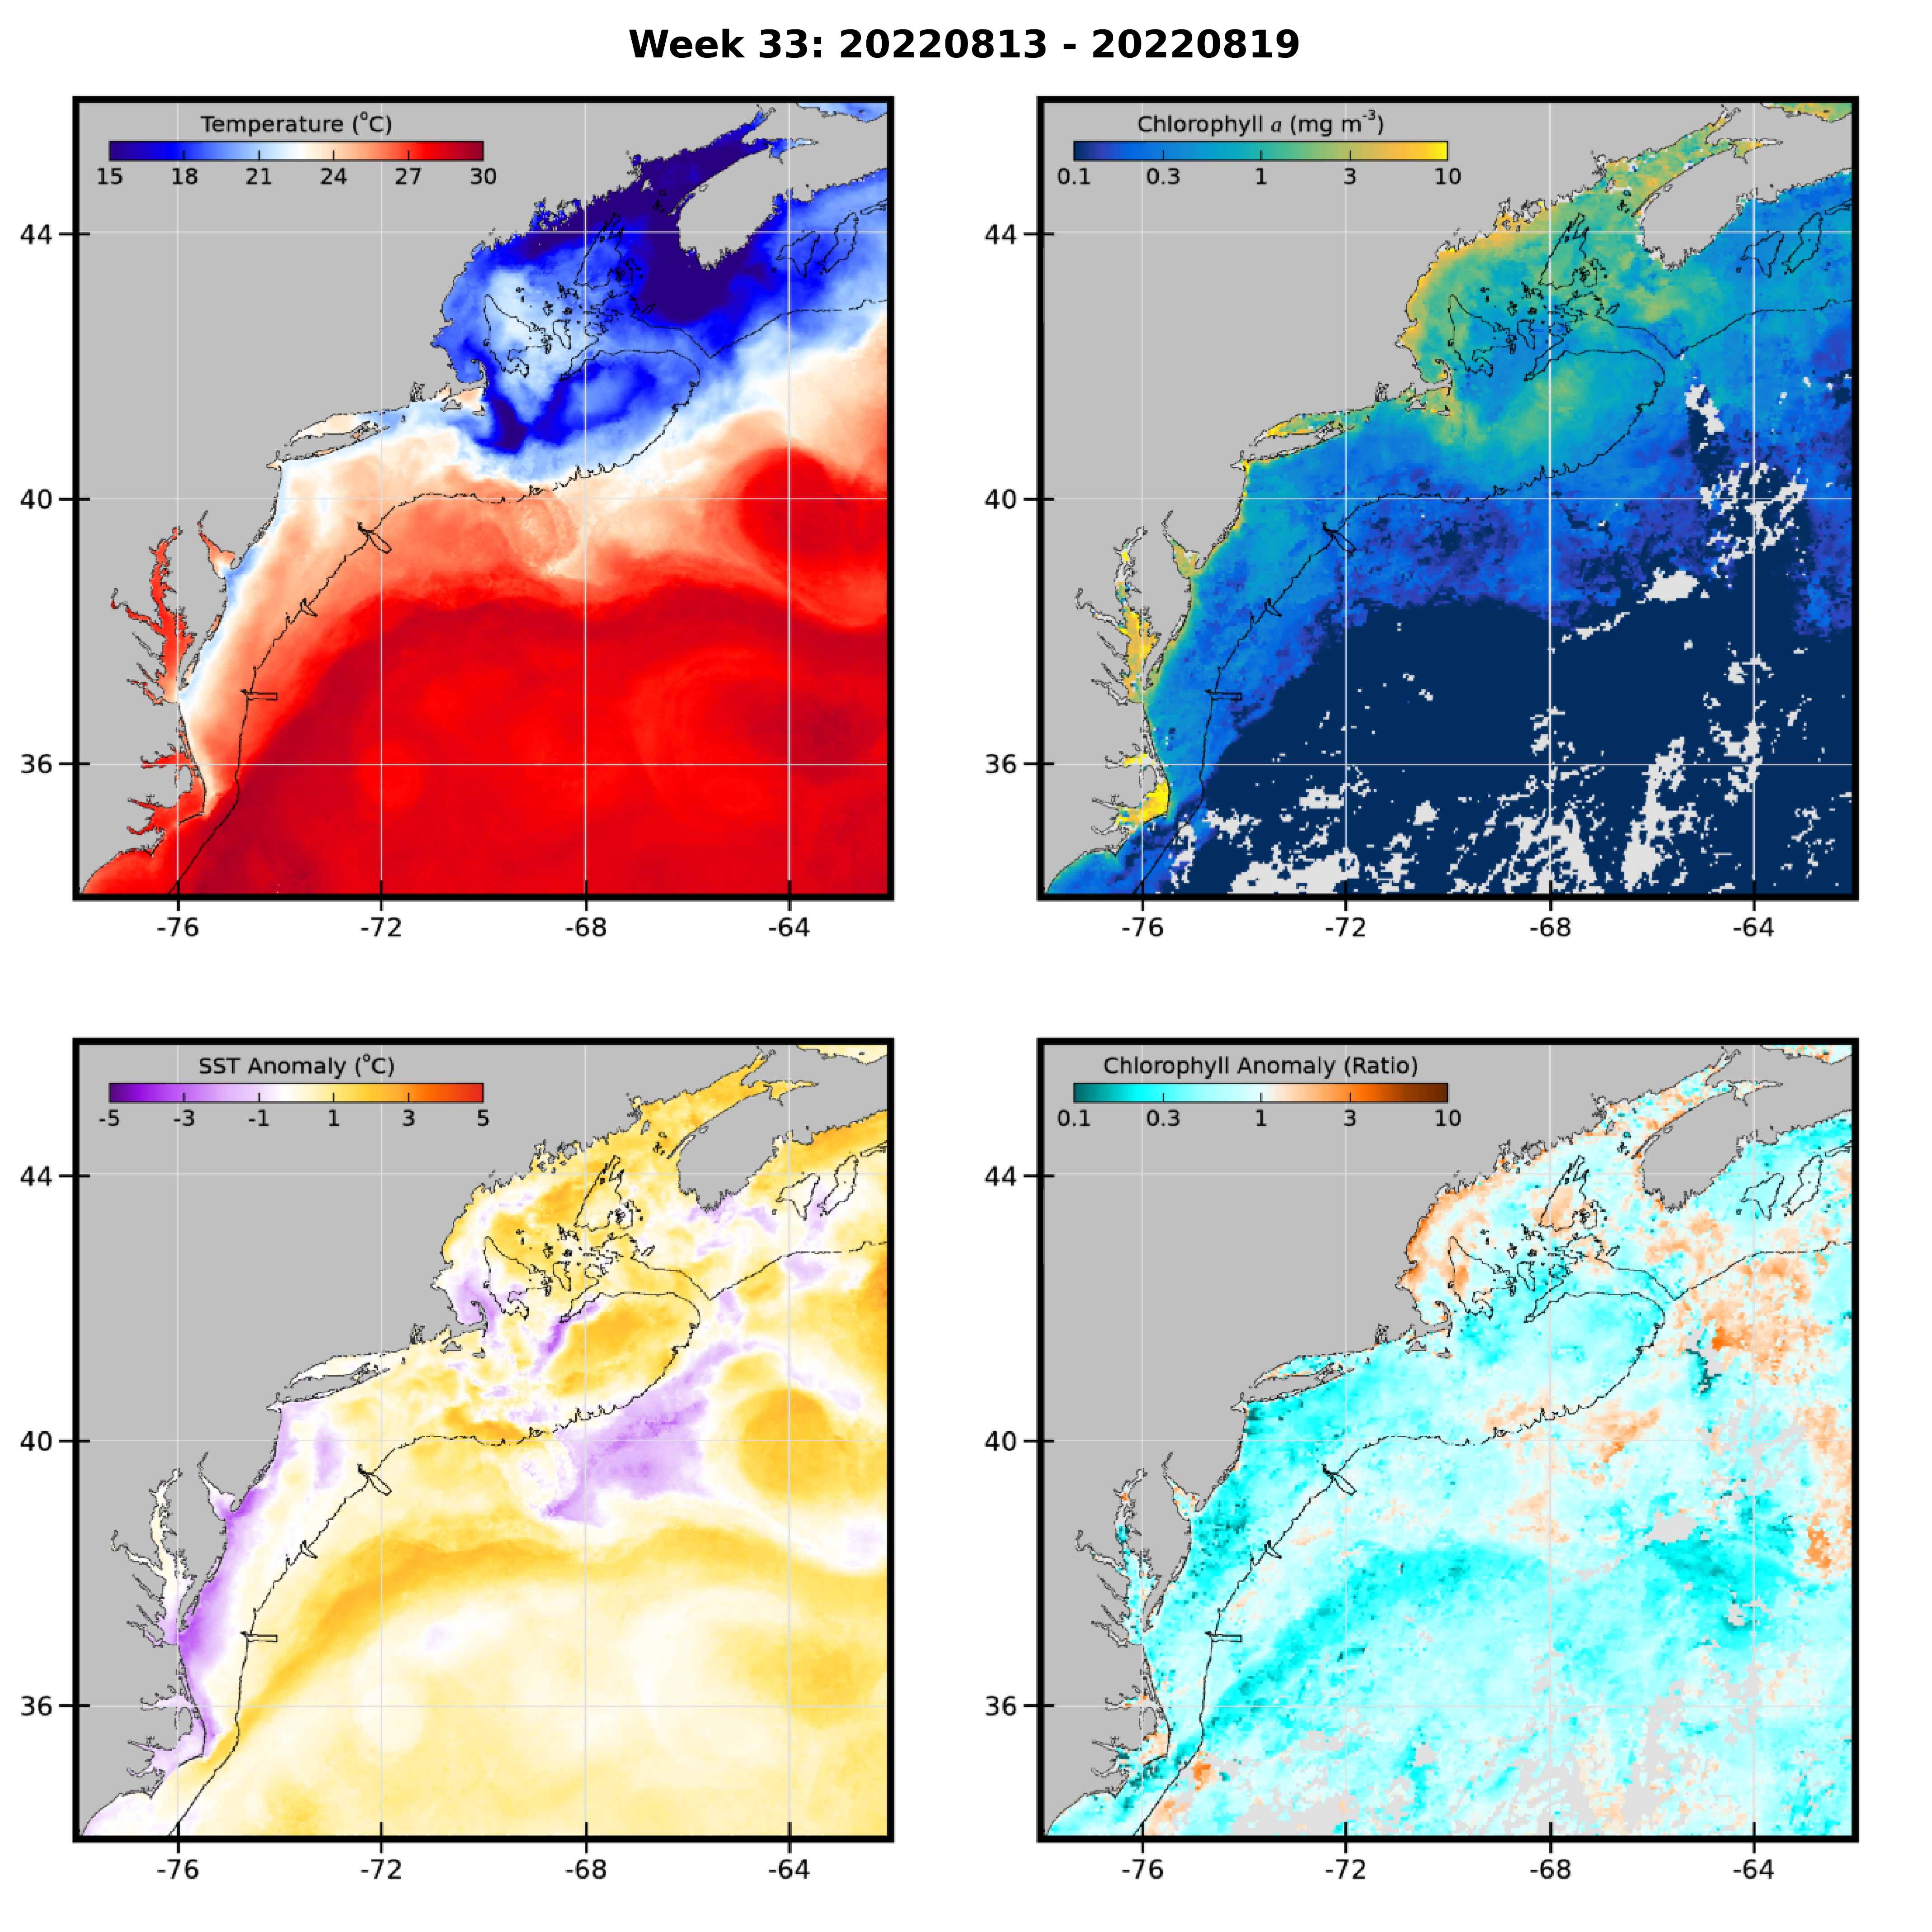 Week 33: 20220813 - 20220819
Temperature (°C)
15 18 21 24 27 30
44
40
36
-76 -72 -68 -64
Chlorophyll a (mg m-3)
0.1 0.3 1 3 10
44
40
36
-76 -72 -68 -64
SST Anomaly (°C)
-5 -3 -1 1 3 5
44
40
36
-76 -72 -68 -64
Chlorophyll Anomaly (Ratio)
0.1 0.3 1 3 10
44
40
36
-76 -72 -68 -64